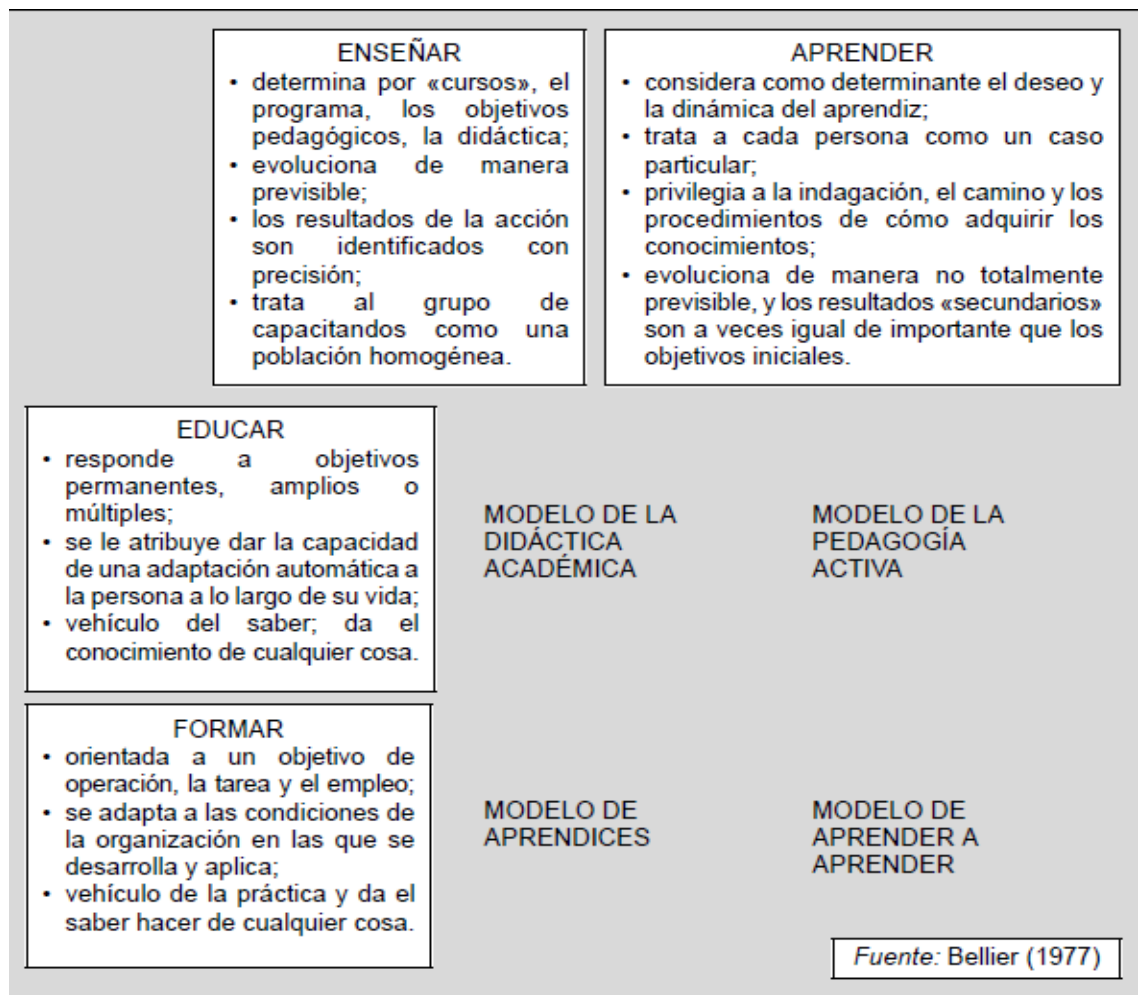 ENSEÑAR
• determina por «cursos», el
programa, los objetivos
pedagógicos, la didáctica;
• evoluciona de manera
previsible;
• los resultados de la acción
son identificados con
precisión;
• trata al grupo de
capacitandos como una
población homogénea.
APRENDER
• considera como determinante el deseo y
la dinámica del aprendiz;
• trata a cada persona como un caso
particular;
• privilegia a la indagación, el camino y los
procedimientos de cómo adquirir los
conocimientos;
• evoluciona de manera no totalmente
previsible, y los resultados «secundarios»
son a veces igual de importante que los
objetivos iniciales.
EDUCAR
• responde a objetivos
permanentes, amplios o
múltiples;
• se le atribuye dar la capacidad
de una adaptación automática a
la persona a lo largo de su vida;
• vehículo del saber; da el
conocimiento de cualquier cosa.
MODELO DE LA
DIDÁCTICA
ACADÉMICA
MODELO DE LA
PEDAGOGÍA
ACTIVA
FORMAR
• orientada a un objetivo de
operación, la tarea y el empleo;
• se adapta a las condiciones de
la organización en las que se
desarrolla y aplica;
• vehículo de la práctica y da el
saber hacer de cualquier cosa.
MODELO DE
APRENDICES
MODELO DE
APRENDER A
APRENDER
Fuente: Bellier (1977)